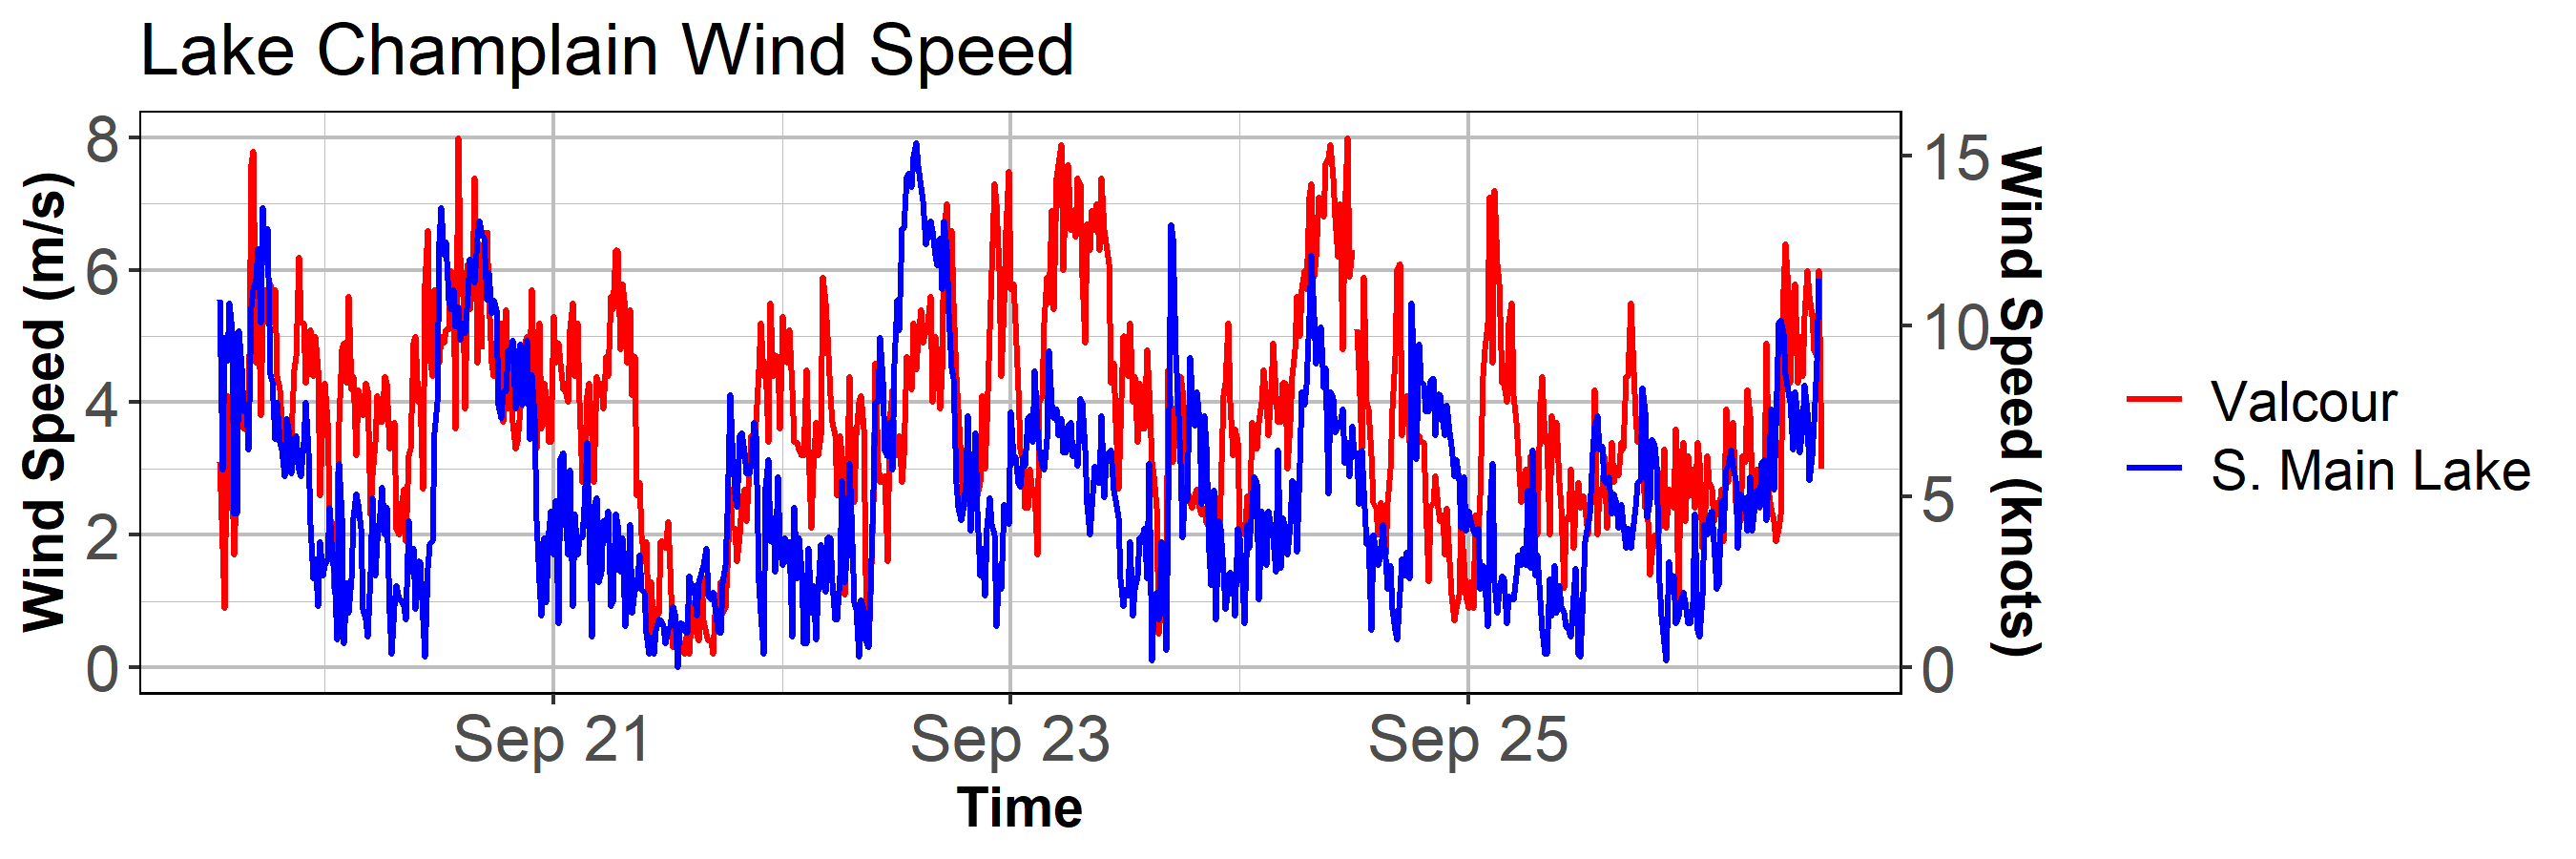 Lake Champlain Wind Speed
Wind Speed (m/s)
8
6
4
2
0
15
10
5
0
Wind Speed (knots)
Sep 21
Sep 23
Sep 25
Time
Valcour
S. Main Lake